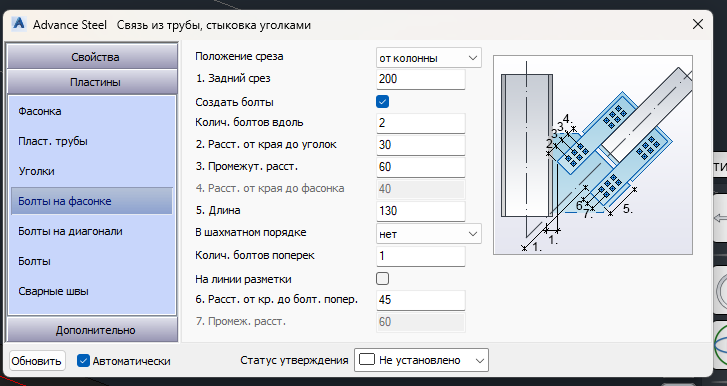 Advance Steel Связь из трубы, стыковка уголками
Свойства
Пластины
Фасонка
Пласт. трубы
Уголки
Болты на фасонке
Болты на диагонали
Болты
Сварные швы
Дополнительно
Положение среза от колонны
1. Задний срез 200
Создать болты
Колич. болтов вдоль 2
2. Расст. от края до уголок 30
3. Промежут. расст. 60
4. Расст. от края до фасонка 40
5. Длина 130
В шахматном порядке нет
Колич. болтов поперек 1
На линии разметки
6. Расст. от кр. до болт. попер. 45
7. Промеж. расст. 60
4.
3.
3
2
6
7.
5.
1.
1.
ти
Обновить Автоматически Статус утверждения Не установлено